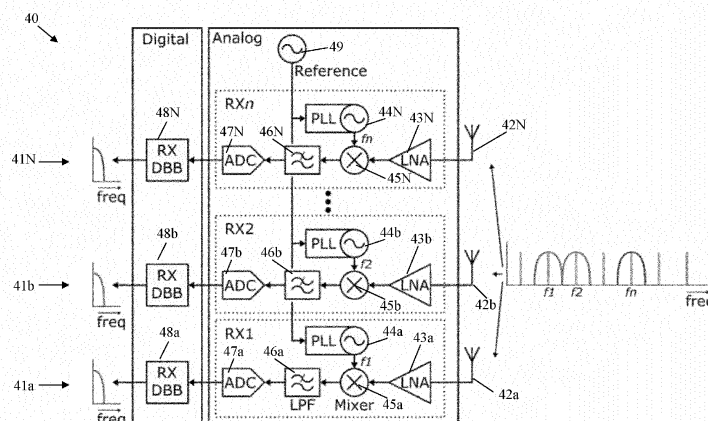 40
Digital
Analog
49
Reference
RXn
PLL
44N
43N
42N
48N
47N
46N
fn
41N
RX
DBB
ADC
LNA
45N
freq
RX2
PLL
44b
43b
48b
47b
46b
f2
41b
RX
DBB
ADC
LNA
45b
42b
freq
f1
f2
fn
freq
RX1
PLL
44a
43a
48a
47a
46a
f1
41a
RX
DBB
ADC
LNA
42a
LPF
Mixer
45a
freq